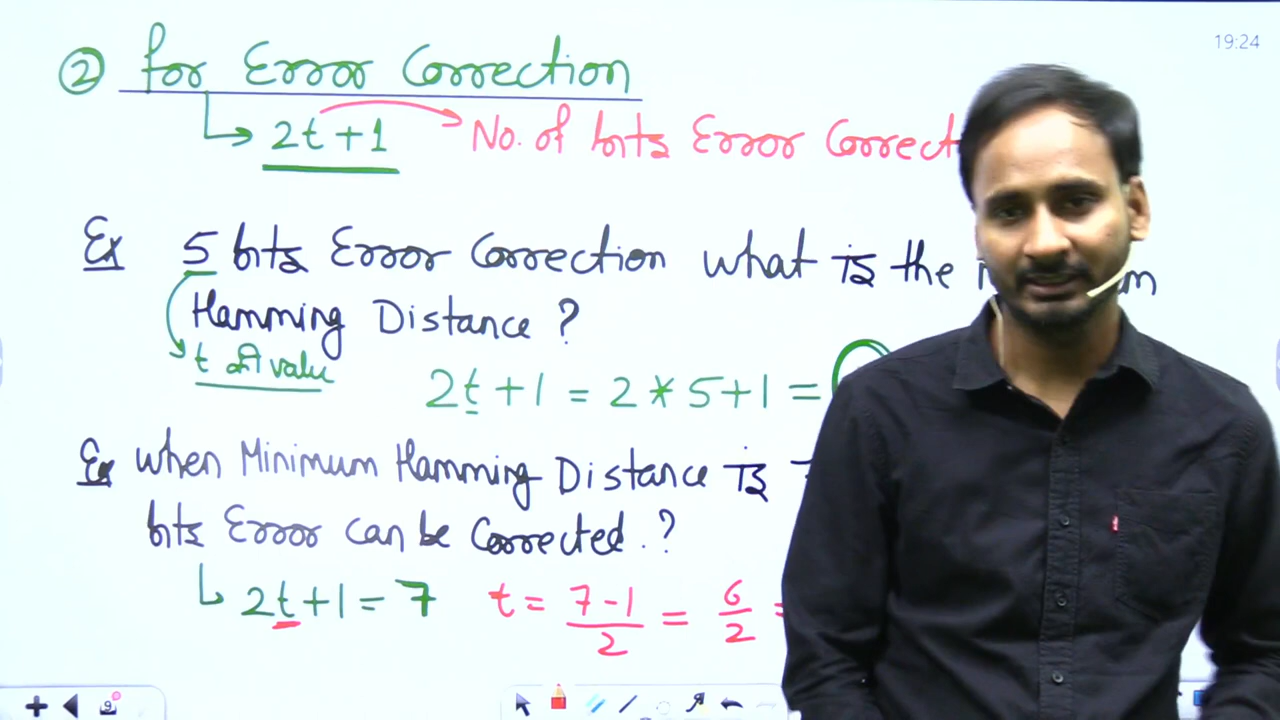 19:24
② for Error Correction
2t+1 No. of bits Error Correct
Ex 5 bits Error Correction what is the
Hamming Distance ?
t की value
2t+1 = 2*5+1 =
Ex when Minimum Hamming Distance is
bits Error can be Corrected.?
2t+1=7 t = 7-1/2 = 6/2 =
9